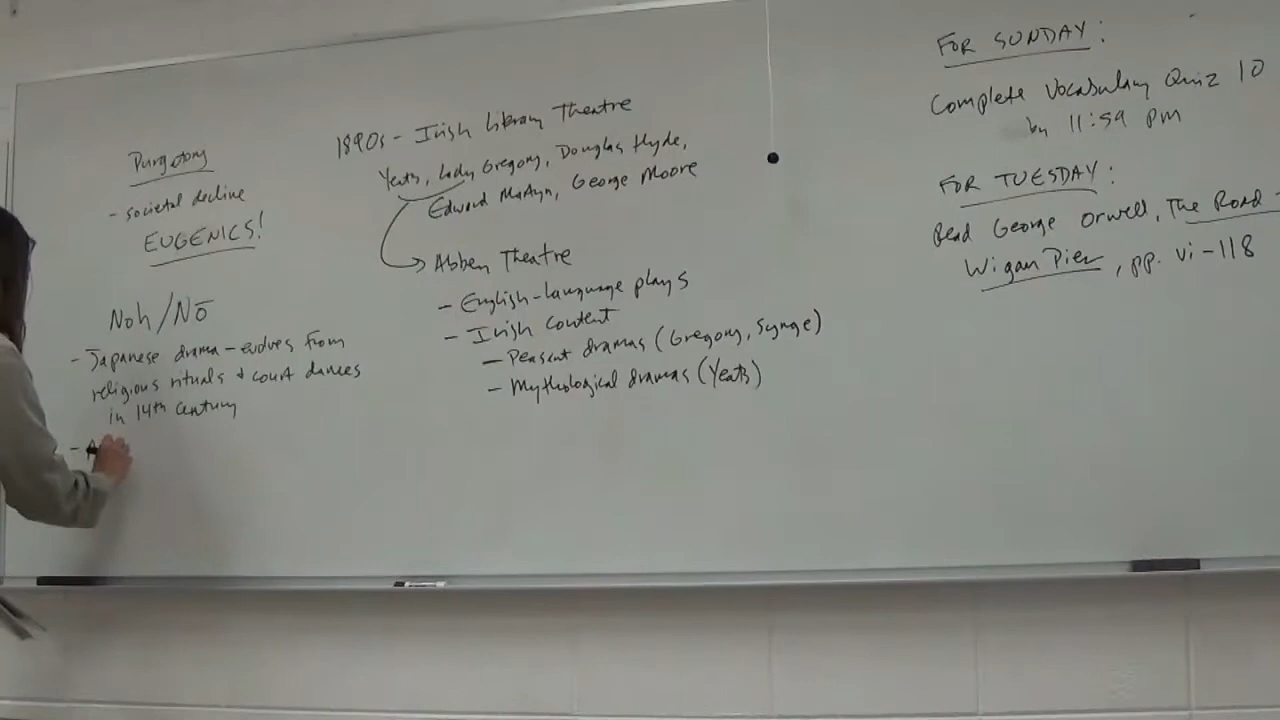 Purgatory
- societal decline
EUGENICS!
Noh/Nō
- Japanese drama - evolves from
religious rituals + court dances
in 14th century
- A
1890s - Irish Literary Theatre
Yeats, Lady Gregory, Douglas Hyde,
Edward Martyn, George Moore
Abbey Theatre
- English-language plays
- Irish content
- Peasant dramas (Gregory, Synge)
- Mythological dramas (Yeats)
FOR SUNDAY:
Complete Vocabulary Quiz 10
by 11:59 pm
FOR TUESDAY:
Read George Orwell, The Road
Wigan Pier, pp. vi-118